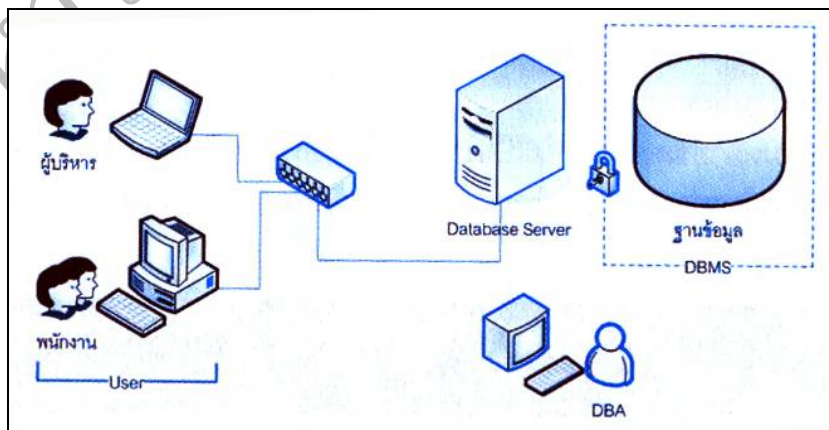 ผู้บริหาร
Database Server
ฐานข้อมูล
DBMS
พนักงาน
User
DBA